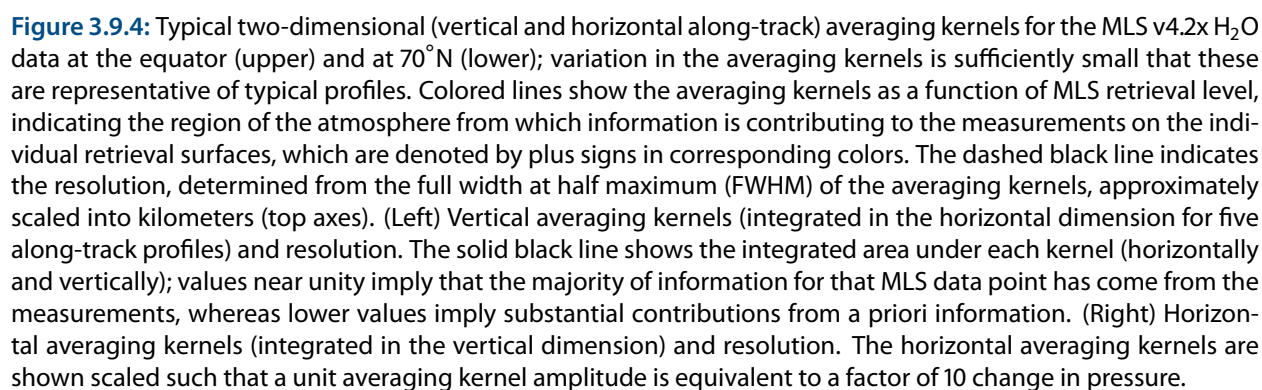 Figure 3.9.4: Typical two-dimensional (vertical and horizontal along-track) averaging kernels for the MLS v4.2x H₂O
data at the equator (upper) and at 70°N (lower); variation in the averaging kernels is sufficiently small that these
are representative of typical profiles. Colored lines show the averaging kernels as a function of MLS retrieval level,
indicating the region of the atmosphere from which information is contributing to the measurements on the indi-
vidual retrieval surfaces, which are denoted by plus signs in corresponding colors. The dashed black line indicates
the resolution, determined from the full width at half maximum (FWHM) of the averaging kernels, approximately
scaled into kilometers (top axes). (Left) Vertical averaging kernels (integrated in the horizontal dimension for five
along-track profiles) and resolution. The solid black line shows the integrated area under each kernel (horizontally
and vertically); values near unity imply that the majority of information for that MLS data point has come from the
measurements, whereas lower values imply substantial contributions from a priori information. (Right) Horizon-
tal averaging kernels (integrated in the vertical dimension) and resolution. The horizontal averaging kernels are
shown scaled such that a unit averaging kernel amplitude is equivalent to a factor of 10 change in pressure.